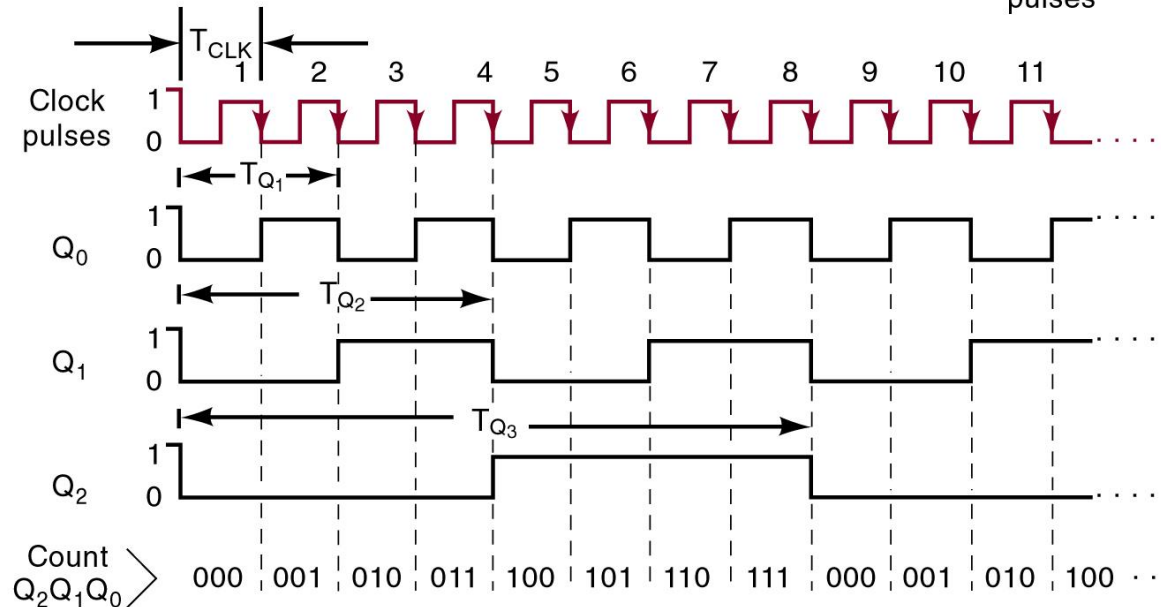 pulses
T_CLK
1 2 3 4 5 6 7 8 9 10 11
Clock
pulses
1
0
. . . .
T_Q₁
Q₀
1
0
. . . .
T_Q₂
Q₁
1
0
. . . .
T_Q₃
Q₂
1
0
. . . .
Count
Q₂Q₁Q₀
000 001 010 011 100 101 110 111 000 001 010 100 . .